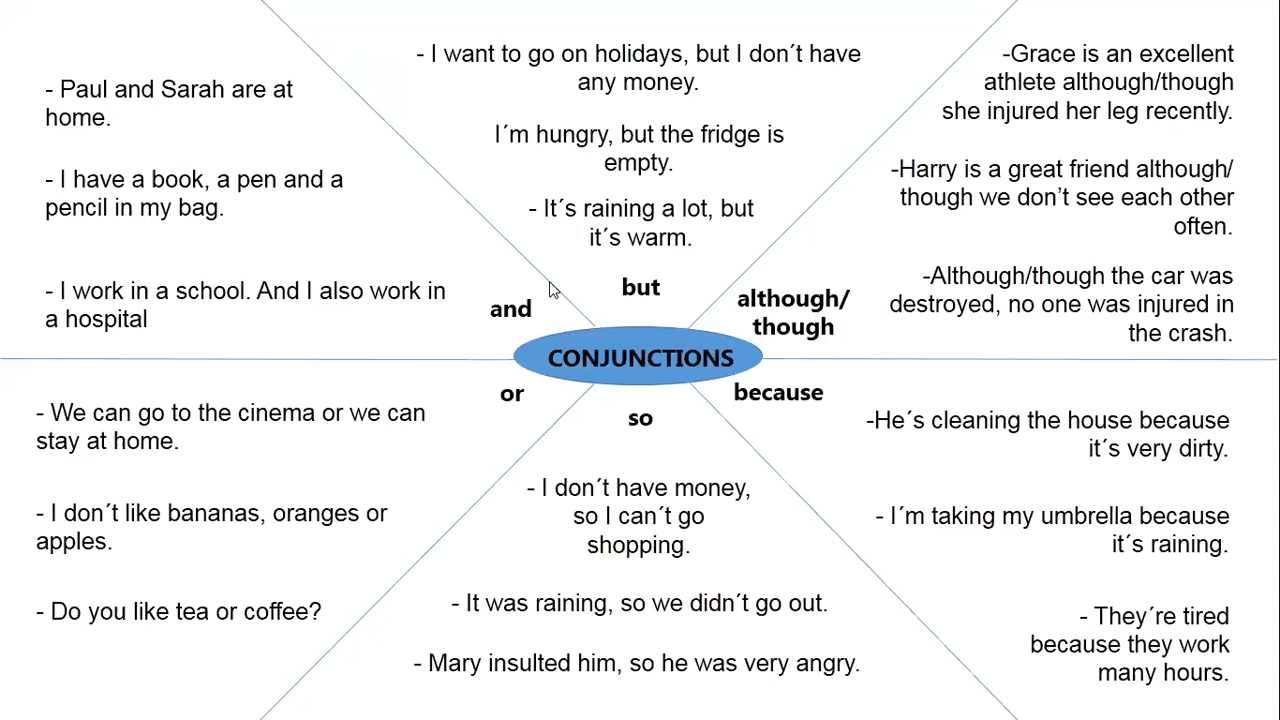 - Paul and Sarah are at
home.
- I have a book, a pen and a
pencil in my bag.
- I work in a school. And I also work in
a hospital
and
- I want to go on holidays, but I don´t have
any money.
I´m hungry, but the fridge is
empty.
- It´s raining a lot, but
it´s warm.
but
-Grace is an excellent
athlete although/though
she injured her leg recently.
-Harry is a great friend although/
though we don’t see each other
often.
-Although/though the car was
destroyed, no one was injured in
the crash.
although/
though
CONJUNCTIONS
or
- We can go to the cinema or we can
stay at home.
- I don´t like bananas, oranges or
apples.
- Do you like tea or coffee?
so
- I don´t have money,
so I can´t go
shopping.
- It was raining, so we didn´t go out.
- Mary insulted him, so he was very angry.
because
-He´s cleaning the house because
it´s very dirty.
- I´m taking my umbrella because
it´s raining.
- They´re tired
because they work
many hours.